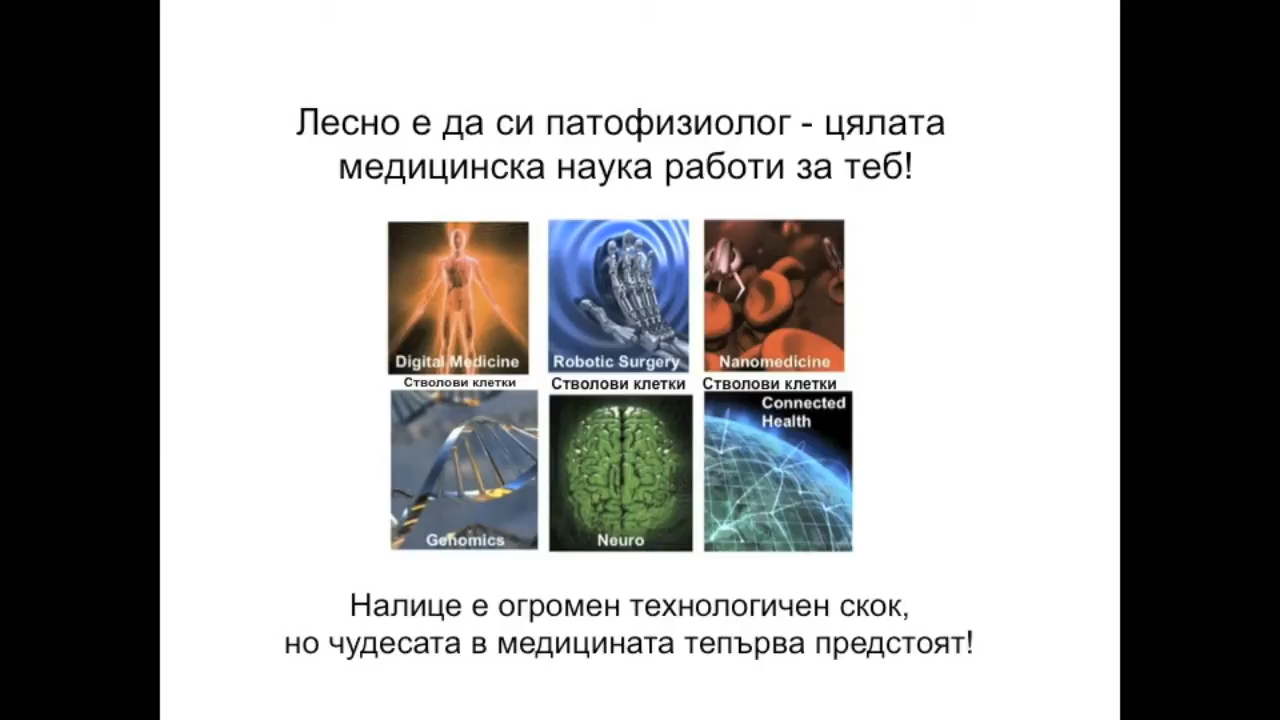 Лесно е да си патофизиолог - цялата
медицинска наука работи за теб!
Digital Medicine
Robotic Surgery
Nanomedicine
Стволови клетки
Стволови клетки
Стволови клетки
Connected
Health
Genomics
Neuro
Налице е огромен технологичен скок,
но чудесата в медицината тепърва предстоят!